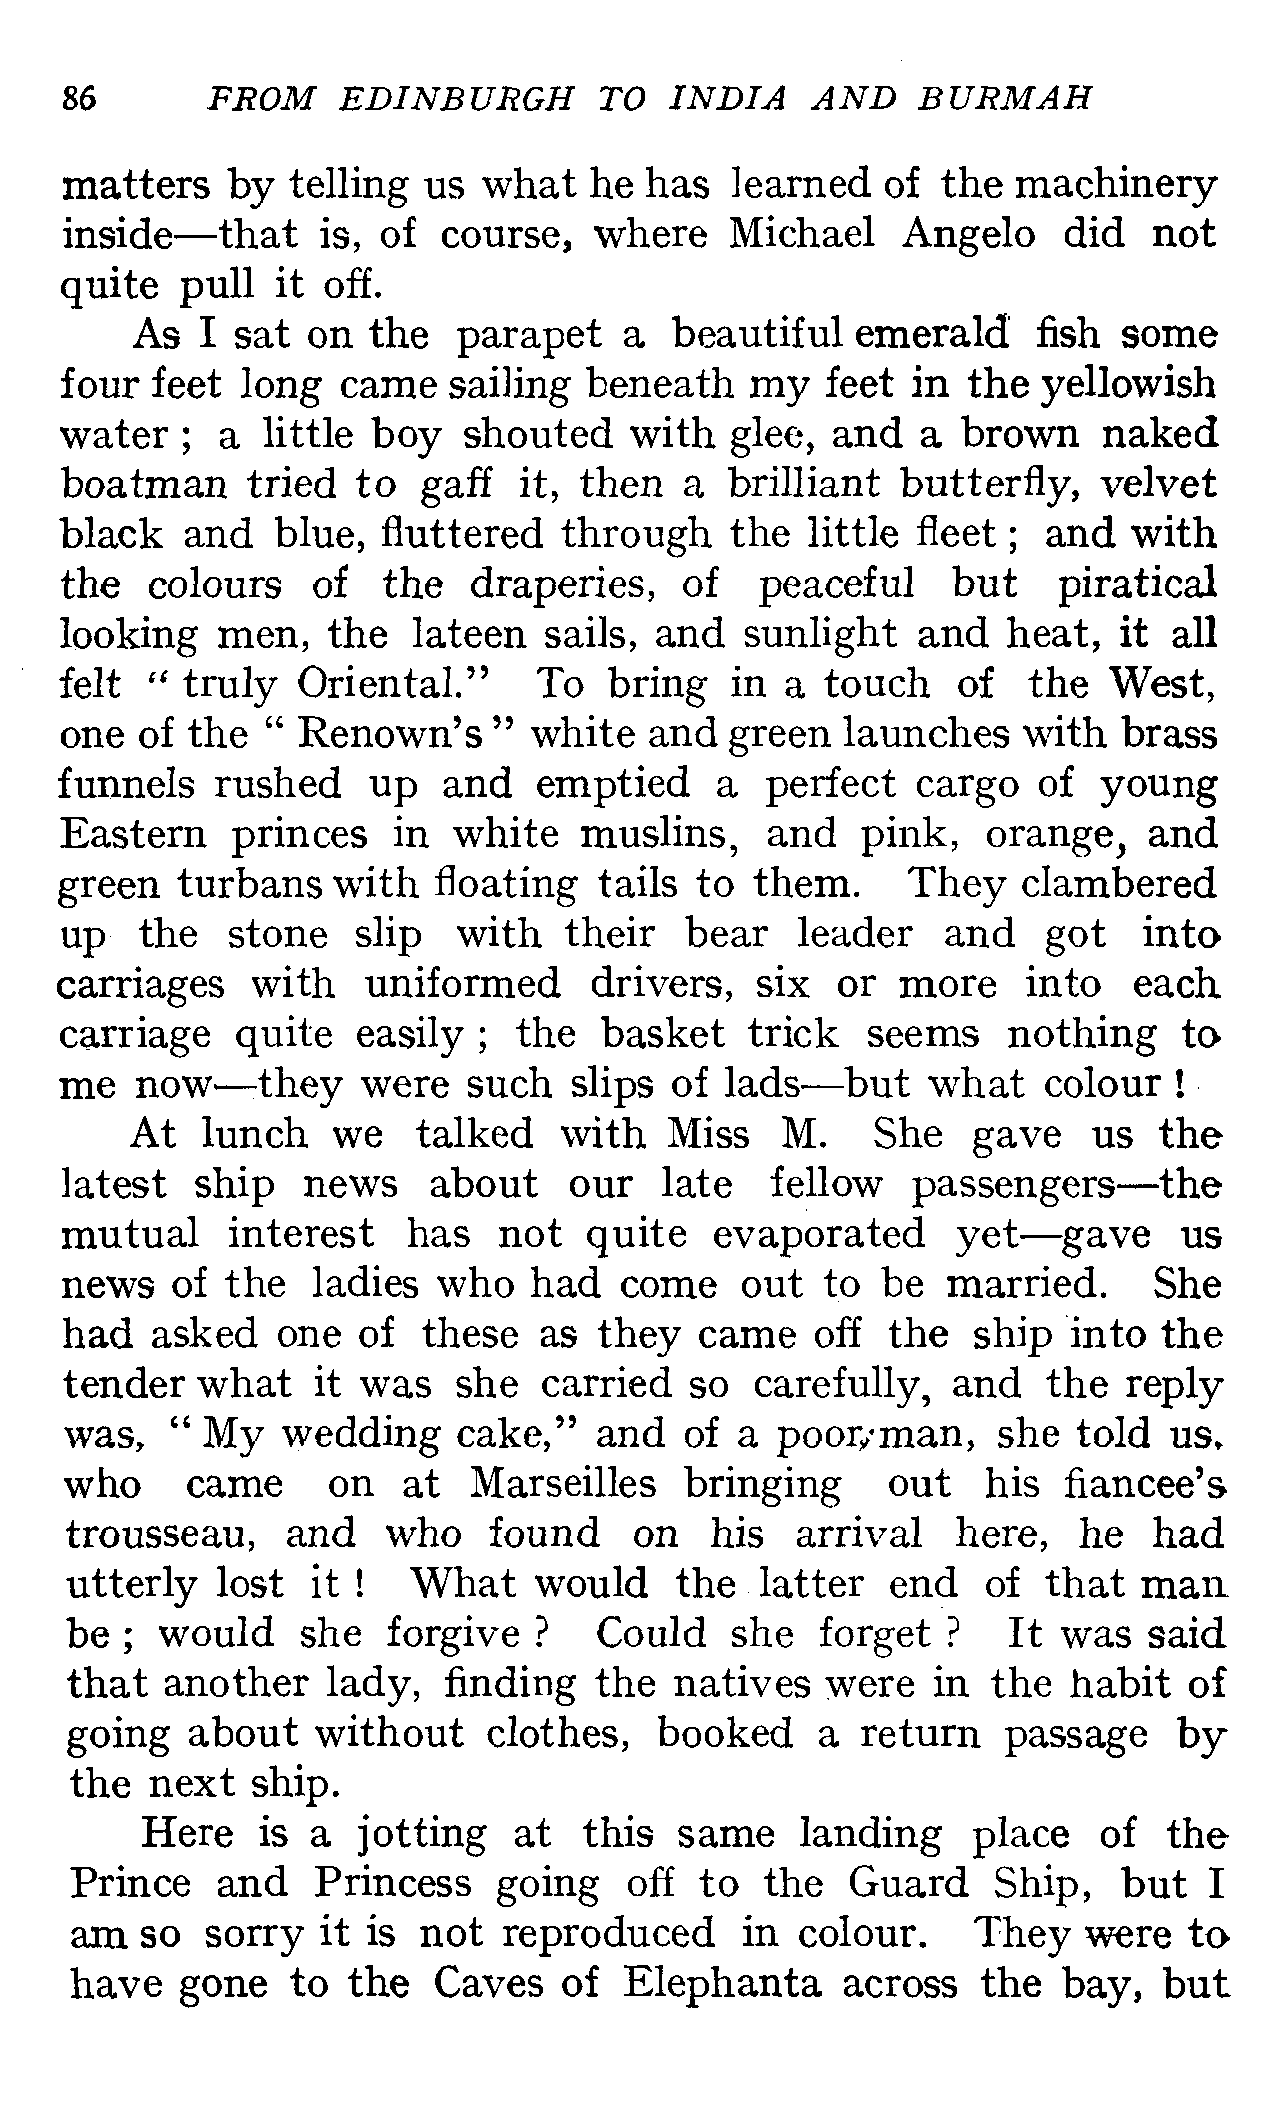 86 FROM EDINBURGH TO INDIA AND BURMAH
matters by telling us what he has learned of the machinery
inside—that is, of course, where Michael Angelo did not
quite pull it off.
As I sat on the parapet a beautiful emerald fish some
four feet long came sailing beneath my feet in the yellowish
water ; a little boy shouted with glee, and a brown naked
boatman tried to gaff it, then a brilliant butterfly, velvet
black and blue, fluttered through the little fleet ; and with
the colours of the draperies, of peaceful but piratical
looking men, the lateen sails, and sunlight and heat, it all
felt “ truly Oriental.” To bring in a touch of the West,
one of the “ Renown’s ” white and green launches with brass
funnels rushed up and emptied a perfect cargo of young
Eastern princes in white muslins, and pink, orange, and
green turbans with floating tails to them. They clambered
up the stone slip with their bear leader and got into
carriages with uniformed drivers, six or more into each
carriage quite easily ; the basket trick seems nothing to
me now—they were such slips of lads—but what colour !
At lunch we talked with Miss M. She gave us the
latest ship news about our late fellow passengers—the
mutual interest has not quite evaporated yet—gave us
news of the ladies who had come out to be married. She
had asked one of these as they came off the ship into the
tender what it was she carried so carefully, and the reply
was, “ My wedding cake,” and of a poor man, she told us,
who came on at Marseilles bringing out his fiancee’s
trousseau, and who found on his arrival here, he had
utterly lost it ! What would the latter end of that man
be ; would she forgive ? Could she forget ? It was said
that another lady, finding the natives were in the habit of
going about without clothes, booked a return passage by
the next ship.
Here is a jotting at this same landing place of the
Prince and Princess going off to the Guard Ship, but I
am so sorry it is not reproduced in colour. They were to
have gone to the Caves of Elephanta across the bay, but